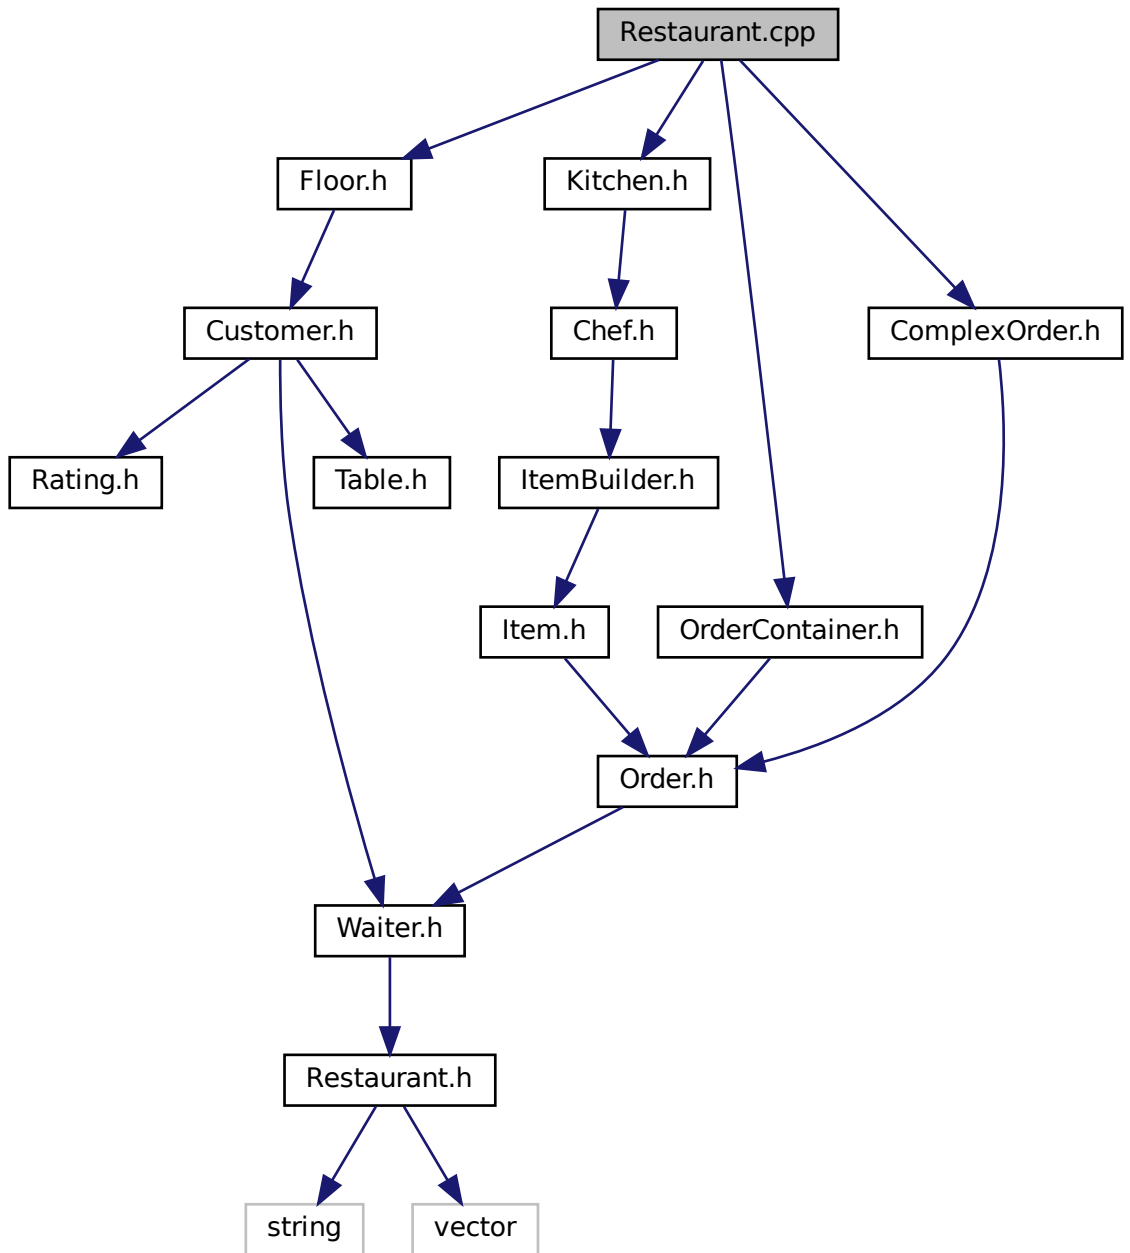 Restaurant.cpp
Floor.h
Kitchen.h
Customer.h
Chef.h
ComplexOrder.h
Rating.h
Table.h
ItemBuilder.h
Item.h
OrderContainer.h
Order.h
Waiter.h
Restaurant.h
string
vector